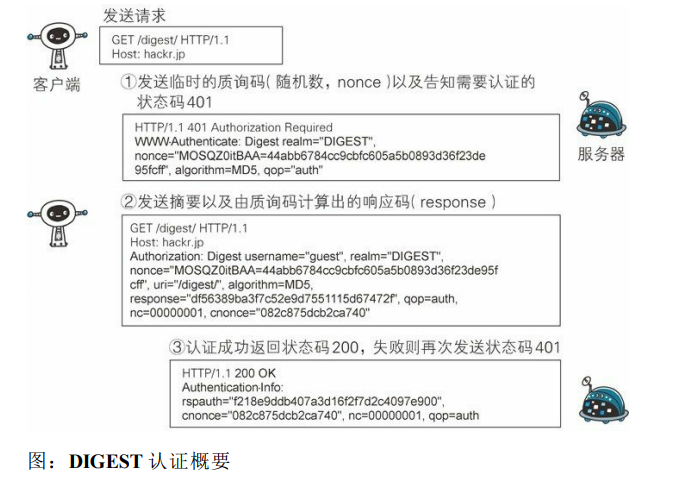 发送请求
GET /digest/ HTTP/1.1
Host: hackr.jp
客户端
①发送临时的质询码(随机数，nonce)以及告知需要认证的
状态码401
HTTP/1.1 401 Authorization Required
WWW-Authenticate: Digest realm="DIGEST",
nonce="MOSQZ0itBAA=44abb6784cc9cbfc605a5b0893d36f23de
95fcff", algorithm=MD5, qop="auth"
服务器
②发送摘要以及由质询码计算出的响应码(response)
GET /digest/ HTTP/1.1
Host: hackr.jp
Authorization: Digest username="guest", realm="DIGEST",
nonce="MOSQZ0itBAA=44abb6784cc9cbfc605a5b0893d36f23de95f
cff", uri="/digest/", algorithm=MD5,
response="df56389ba3f7c52e9d7551115d67472f", qop=auth,
nc=00000001, cnonce="082c875dcb2ca740"
③认证成功返回状态码200，失败则再次发送状态码401
HTTP/1.1 200 OK
Authentication-Info:
rspauth="f218e9ddb407a3d16f2f7d2c4097e900",
cnonce="082c875dcb2ca740", nc=00000001, qop=auth
图：DIGEST 认证概要